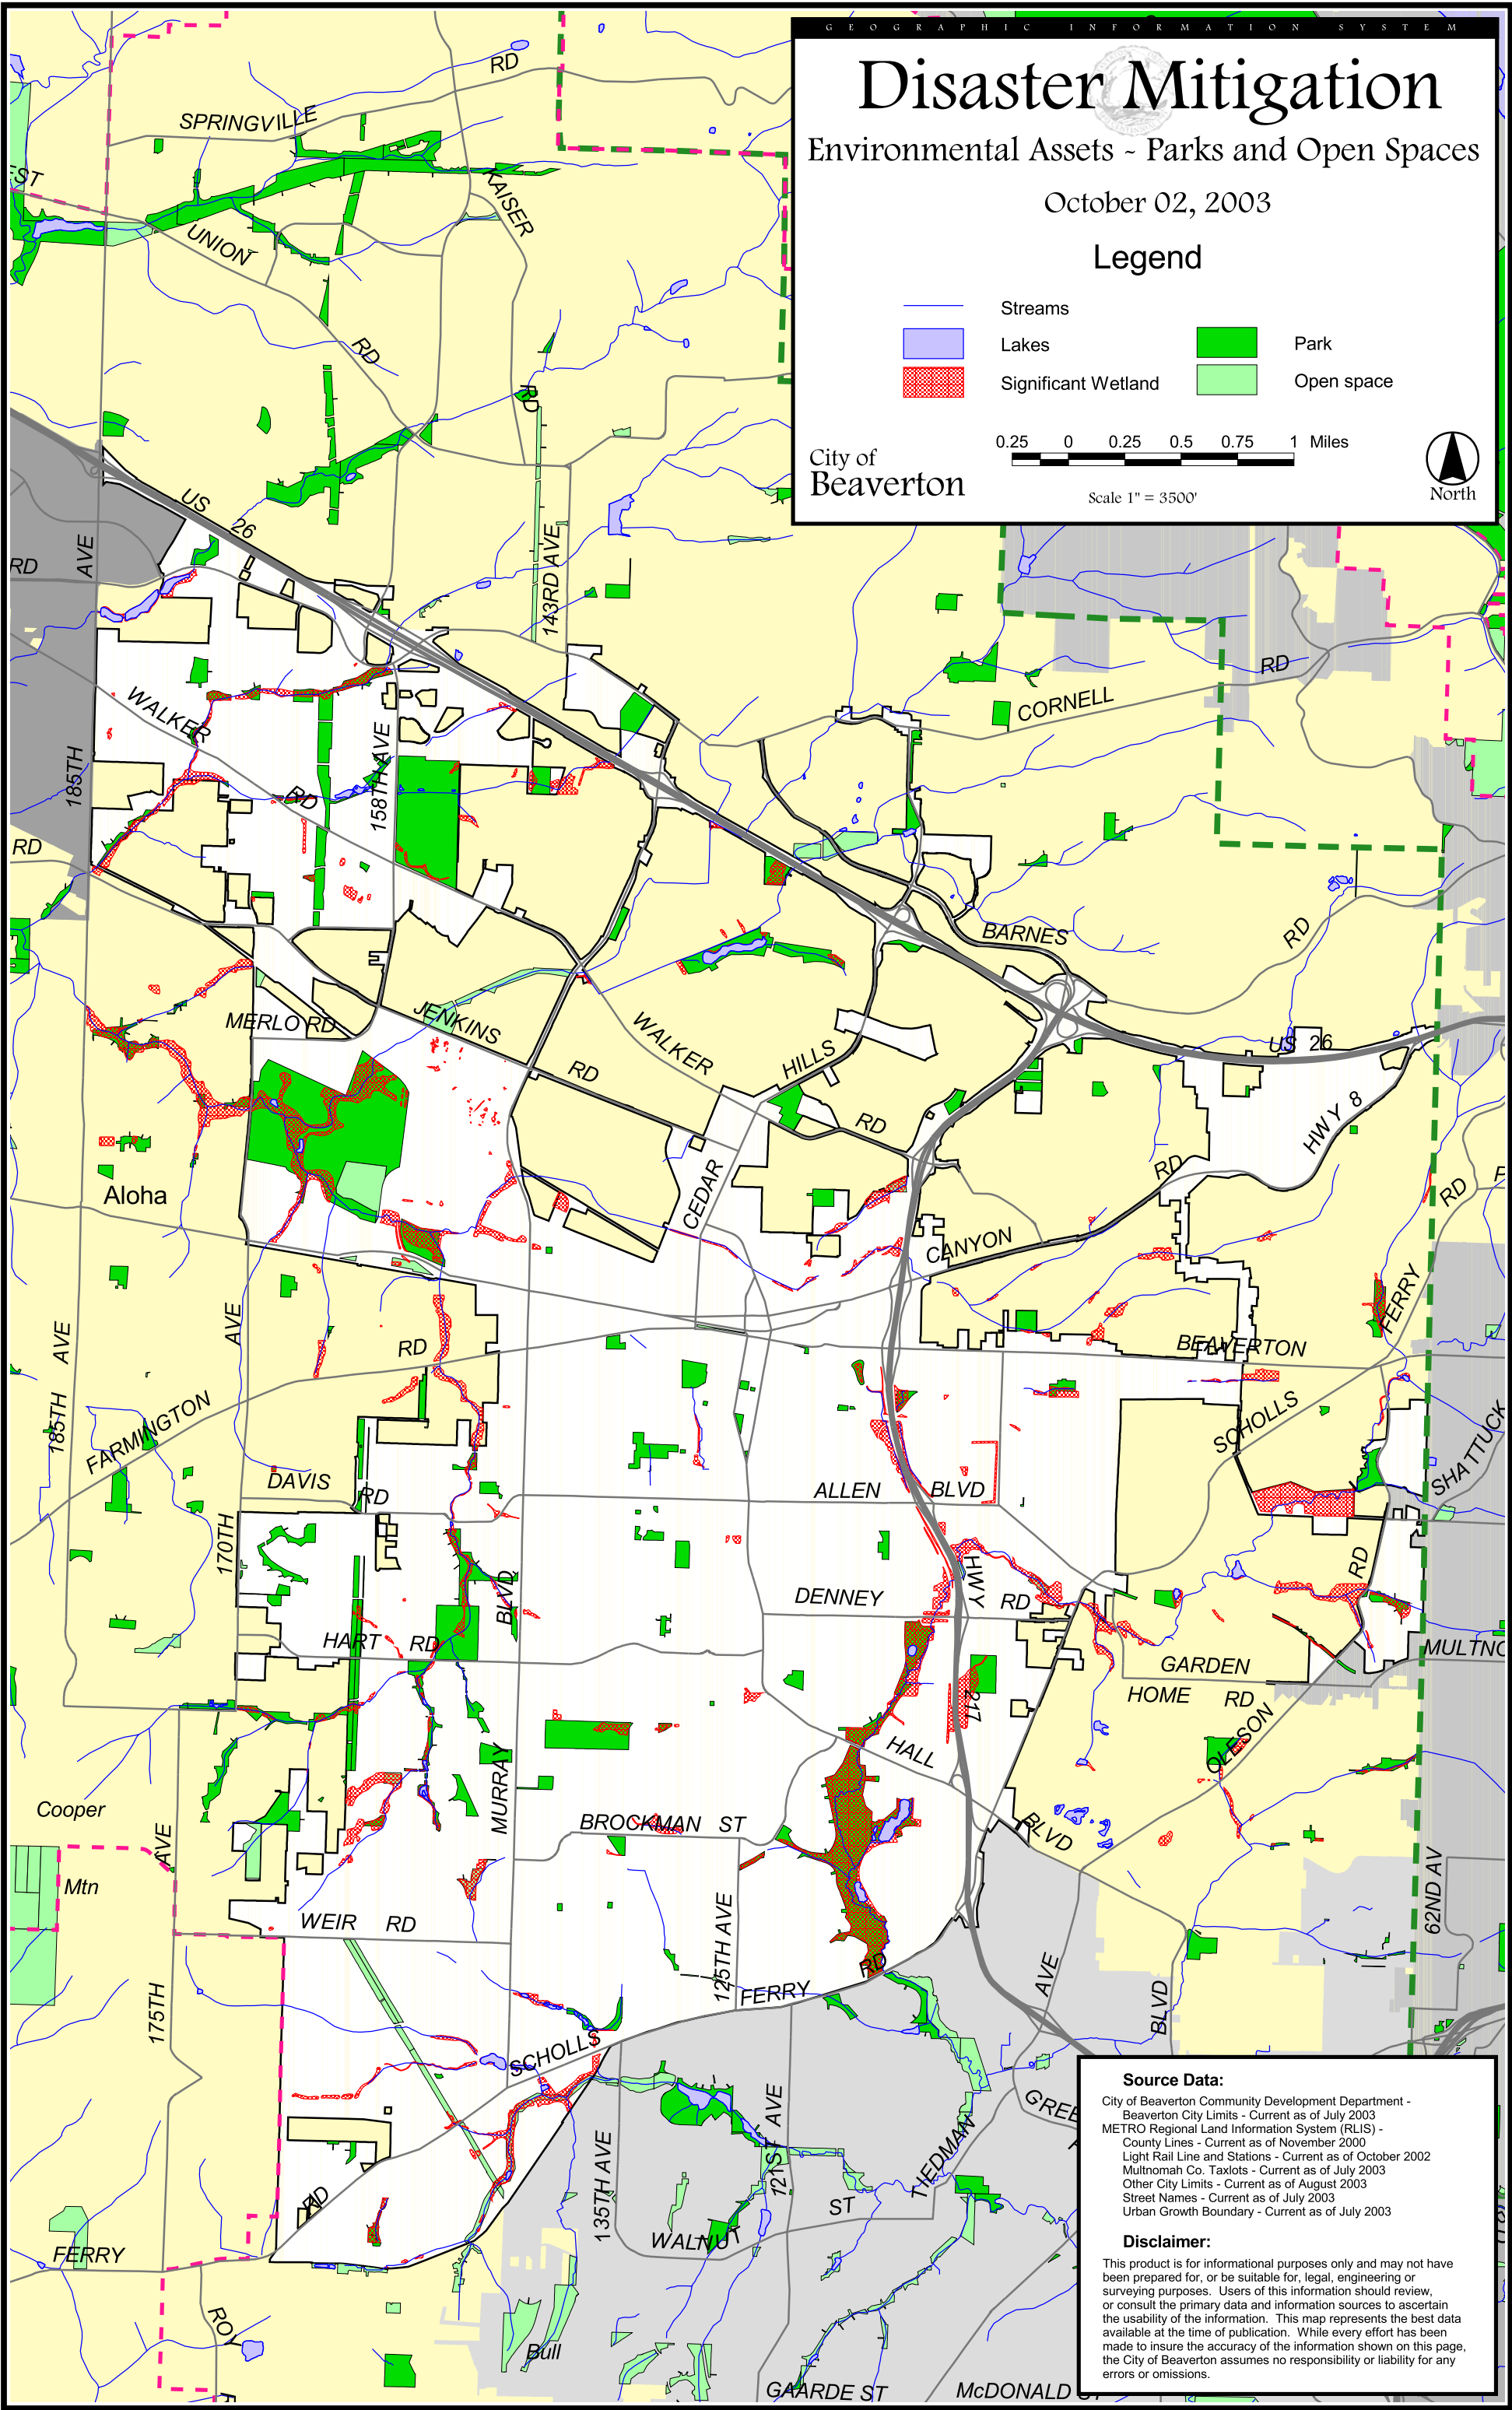 GEOGRAPHIC INFORMATION SYSTEM
Disaster Mitigation
Environmental Assets ~ Parks and Open Spaces
October 02, 2003
Legend
Streams
Lakes
Park
Significant Wetland
Open space
0.25 0 0.25 0.5 0.75 1 Miles
City of
Beaverton
Scale 1" = 3500'
North
RD
SPRINGVILLE
KAISER
UNION
RD
RD
US 26
AVE
RD
143RD AVE
RD
CORNELL
WALKER
185TH
158TH AVE
RD
RD
BARNES
RD
MERLO RD
JENKINS
WALKER
HILLS
US 26
RD
RD
HWY 8
RD
RD
Aloha
CEDAR
CANYON
FERRY
AVE
AVE
RD
BEAVERTON
185TH
FARMINGTON
SCHOLLS
SHATTUCK
DAVIS
RD
ALLEN
BLVD
170TH
BLVD
DENNEY
HWY
RD
RD
HART
RD
GARDEN
HOME
RD
MULTNO
217
OLESON
HALL
MURRAY
Cooper
BROCKMAN ST
BLVD
AVE
Mtn
WEIR RD
125TH AVE
62ND AV
RD
AVE
FERRY
BLVD
175TH
SCHOLLS
GREE
135TH AVE
121ST AVE
TIEDMAN
RD
ST
WALNUT
FERRY
ROY
Bull
GAARDE ST
McDONALD
Source Data:
City of Beaverton Community Development Department -
Beaverton City Limits - Current as of July 2003
METRO Regional Land Information System (RLIS) -
County Lines - Current as of November 2000
Light Rail Line and Stations - Current as of October 2002
Multnomah Co. Taxlots - Current as of July 2003
Other City Limits - Current as of August 2003
Street Names - Current as of July 2003
Urban Growth Boundary - Current as of July 2003
Disclaimer:
This product is for informational purposes only and may not have
been prepared for, or be suitable for, legal, engineering or
surveying purposes. Users of this information should review,
or consult the primary data and information sources to ascertain
the usability of the information. This map represents the best data
available at the time of publication. While every effort has been
made to insure the accuracy of the information shown on this page,
the City of Beaverton assumes no responsibility or liability for any
errors or omissions.